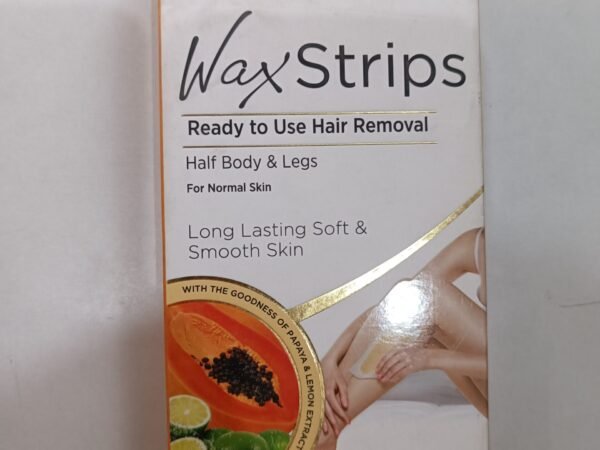 Wax Strips
Ready to Use Hair Removal
Half Body & Legs
For Normal Skin
Long Lasting Soft &
Smooth Skin
WITH THE GOODNESS OF PAPAYA & LEMON EXTRACT